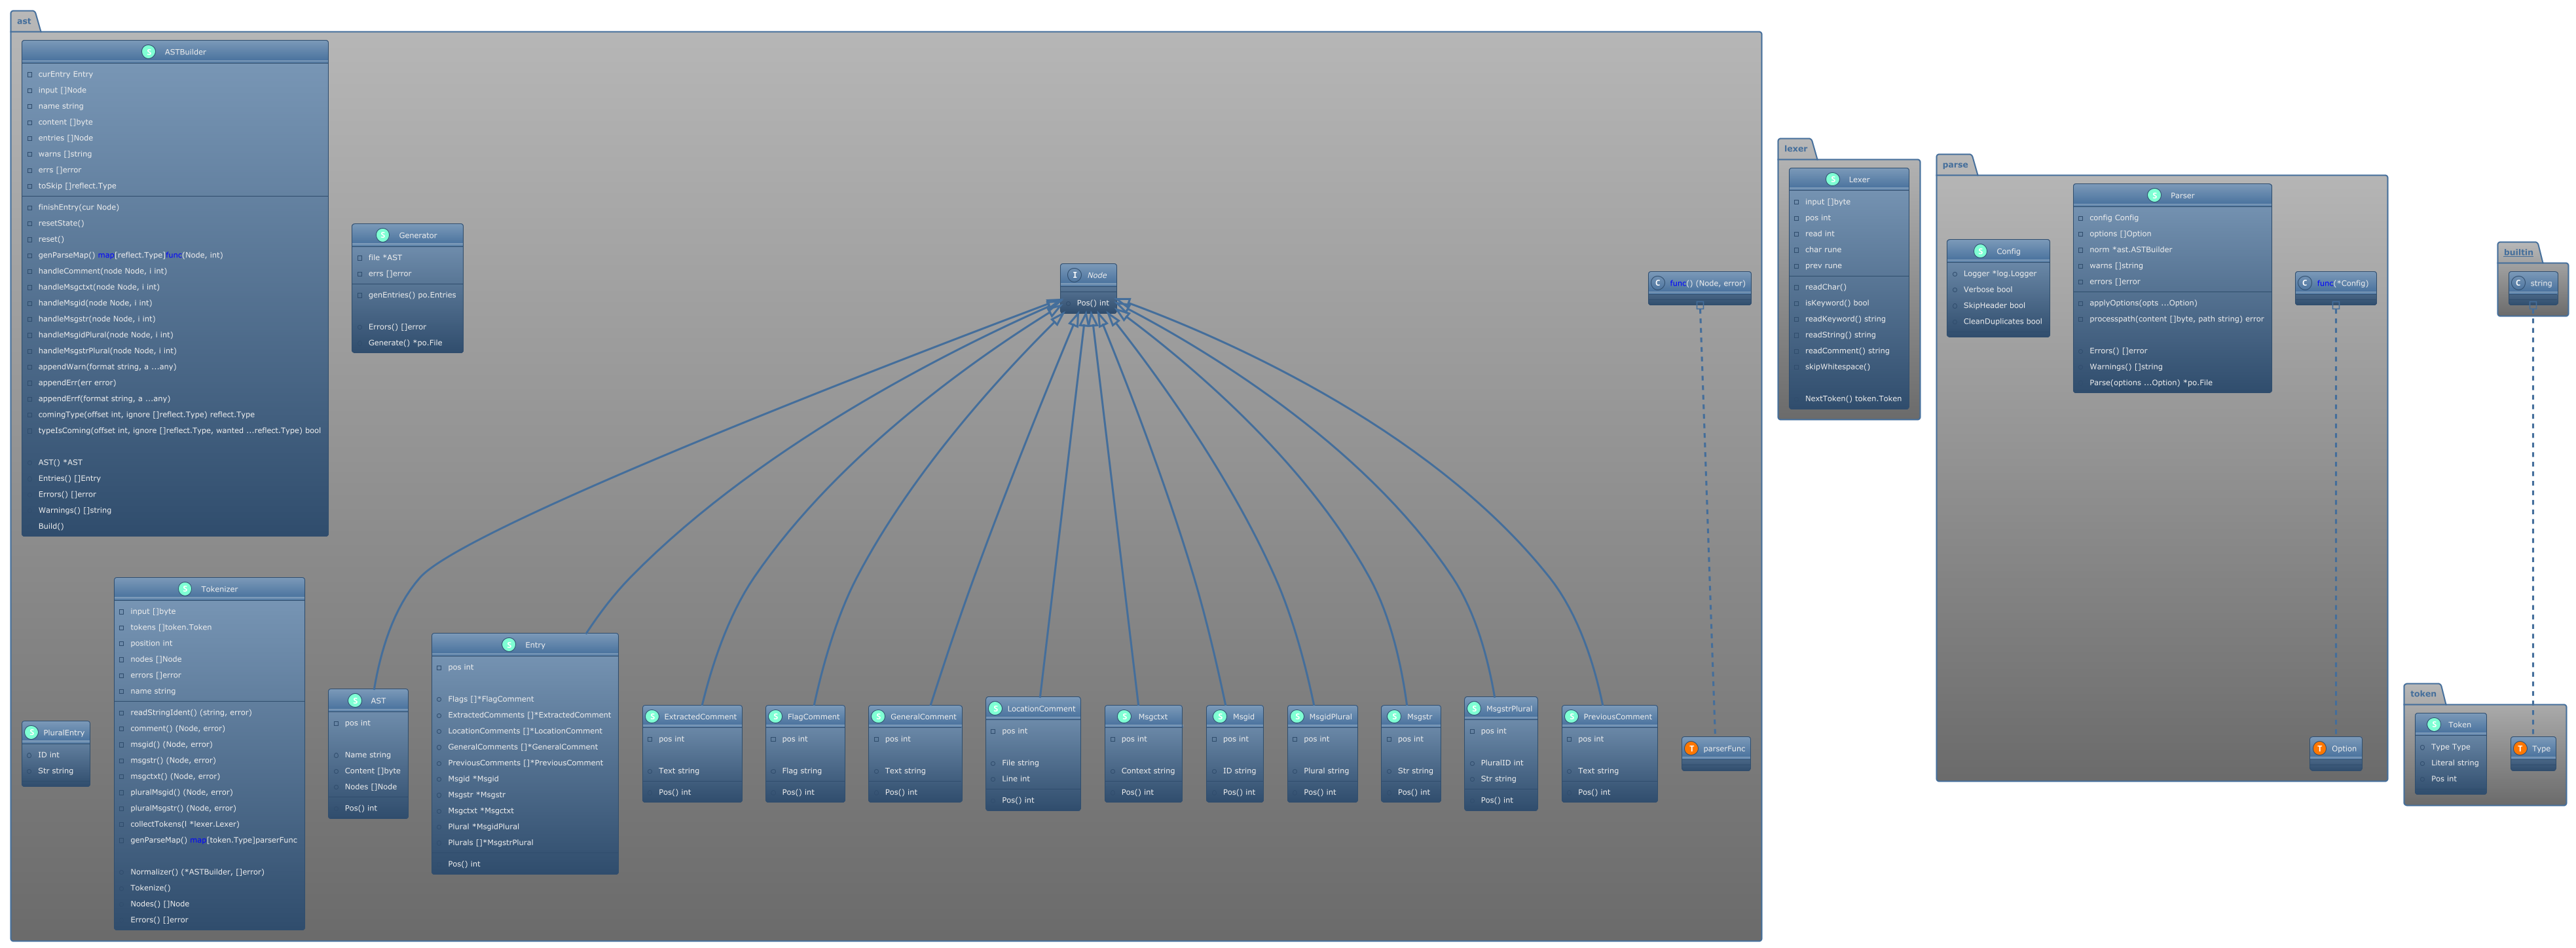 ast
ASTBuilder
curEntry Entry
input []Node
name string
content []byte
entries []Node
warns []string
errs []error
toSkip []reflect.Type
finishEntry(cur Node)
resetState()
reset()
genParseMap() map[reflect.Type]func(Node, int)
handleComment(node Node, i int)
handleMsgctxt(node Node, i int)
handleMsgid(node Node, i int)
handleMsgstr(node Node, i int)
handleMsgidPlural(node Node, i int)
handleMsgstrPlural(node Node, i int)
appendWarn(format string, a ...any)
appendErr(err error)
appendErrf(format string, a ...any)
comingType(offset int, ignore []reflect.Type) reflect.Type
typeIsComing(offset int, ignore []reflect.Type, wanted ...reflect.Type) bool
AST() *AST
Entries() []Entry
Errors() []error
Warnings() []string
Build()
Generator
file *AST
errs []error
genEntries() po.Entries
Errors() []error
Generate() *po.File
Node
Pos() int
func() (Node, error)
PluralEntry
ID int
Str string
Tokenizer
input []byte
tokens []token.Token
position int
nodes []Node
errors []error
name string
readStringIdent() (string, error)
comment() (Node, error)
msgid() (Node, error)
msgstr() (Node, error)
msgctxt() (Node, error)
pluralMsgid() (Node, error)
pluralMsgstr() (Node, error)
collectTokens(l *lexer.Lexer)
genParseMap() map[token.Type]parserFunc
Normalizer() (*ASTBuilder, []error)
Tokenize()
Nodes() []Node
Errors() []error
AST
pos int
Name string
Content []byte
Nodes []Node
Pos() int
Entry
pos int
Flags []*FlagComment
ExtractedComments []*ExtractedComment
LocationComments []*LocationComment
GeneralComments []*GeneralComment
PreviousComments []*PreviousComment
Msgid *Msgid
Msgstr *Msgstr
Msgctxt *Msgctxt
Plural *MsgidPlural
Plurals []*MsgstrPlural
Pos() int
ExtractedComment
pos int
Text string
Pos() int
FlagComment
pos int
Flag string
Pos() int
GeneralComment
pos int
Text string
Pos() int
LocationComment
pos int
File string
Line int
Pos() int
Msgctxt
pos int
Context string
Pos() int
Msgid
pos int
ID string
Pos() int
MsgidPlural
pos int
Plural string
Pos() int
Msgstr
pos int
Str string
Pos() int
MsgstrPlural
pos int
PluralID int
Str string
Pos() int
PreviousComment
pos int
Text string
Pos() int
parserFunc
lexer
Lexer
input []byte
pos int
read int
char rune
prev rune
readChar()
isKeyword() bool
readKeyword() string
readString() string
readComment() string
skipWhitespace()
NextToken() token.Token
parse
Config
Logger *log.Logger
Verbose bool
SkipHeader bool
CleanDuplicates bool
Parser
config Config
options []Option
norm *ast.ASTBuilder
warns []string
errors []error
applyOptions(opts ...Option)
processpath(content []byte, path string) error
Errors() []error
Warnings() []string
Parse(options ...Option) *po.File
func(*Config)
Option
builtin
string
token
Token
Type Type
Literal string
Pos int
Type